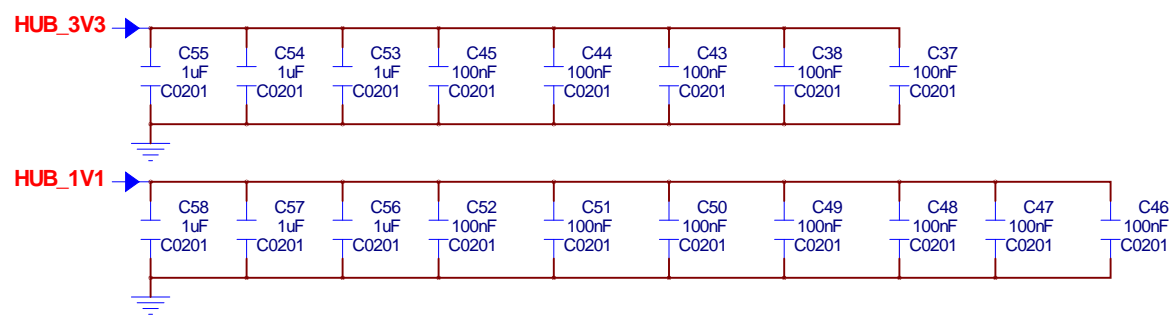 HUB_3V3
C55 C54 C53 C45 C44 C43 C38 C37
1uF 1uF 1uF 100nF 100nF 100nF 100nF 100nF
C0201 C0201 C0201 C0201 C0201 C0201 C0201 C0201
HUB_1V1
C58 C57 C56 C52 C51 C50 C49 C48 C47 C46
1uF 1uF 1uF 100nF 100nF 100nF 100nF 100nF 100nF 100nF
C0201 C0201 C0201 C0201 C0201 C0201 C0201 C0201 C0201 C0201